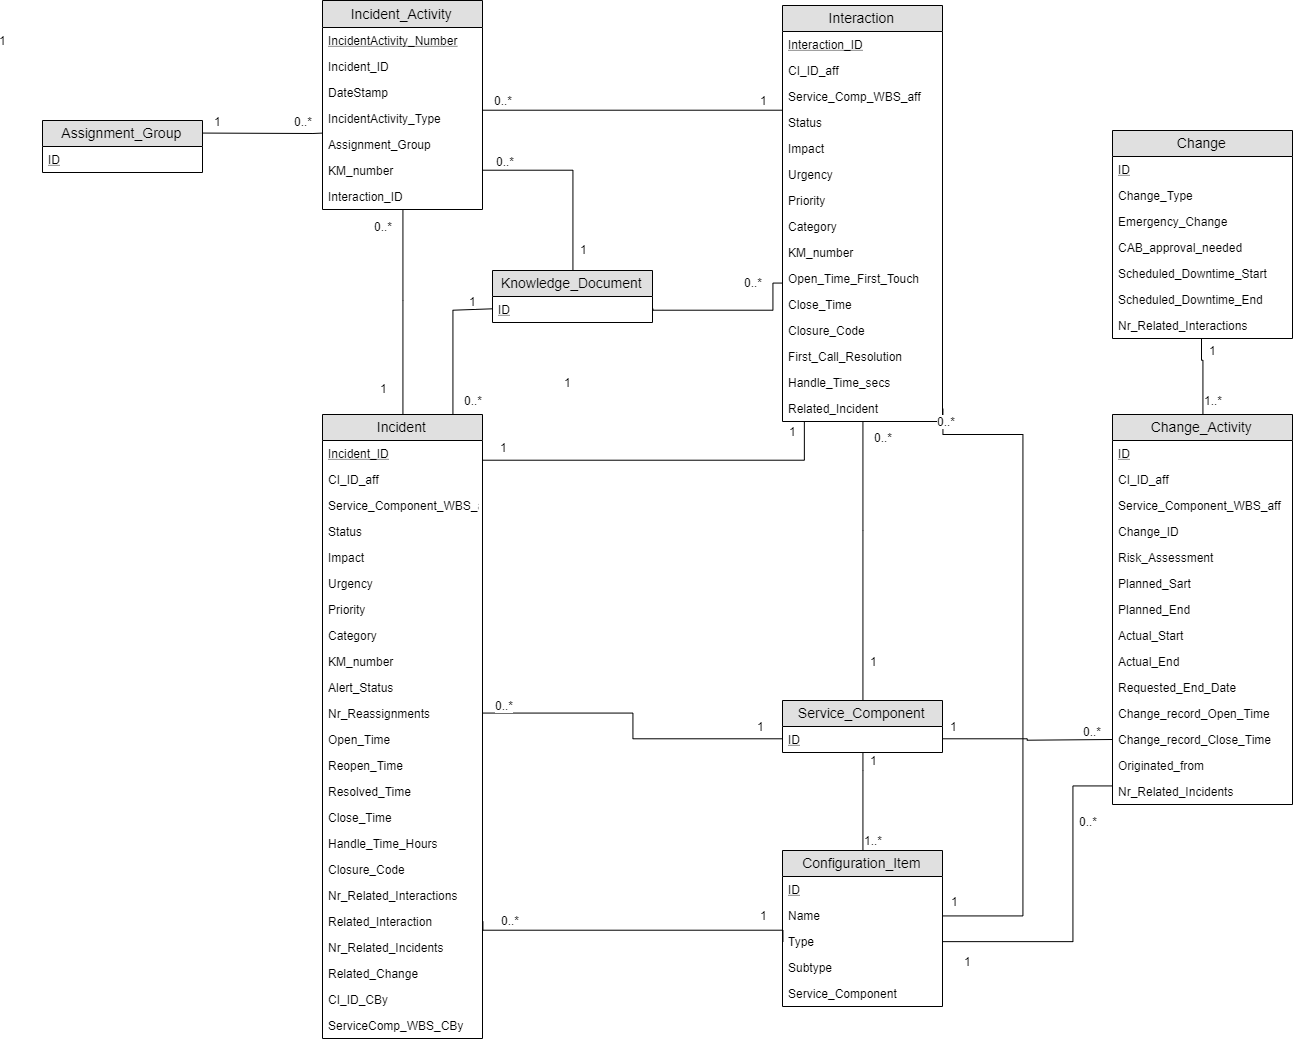 1
Incident_Activity
IncidentActivity_Number
Incident_ID
DateStamp
IncidentActivity_Type
Assignment_Group
KM_number
Interaction_ID
Interaction
Interaction_ID
CI_ID_aff
Service_Comp_WBS_aff
Status
Impact
Urgency
Priority
Category
KM_number
Open_Time_First_Touch
Close_Time
Closure_Code
First_Call_Resolution
Handle_Time_secs
Related_Incident
0..*
1
Assignment_Group
ID
1
0..*
0..*
1
Change
ID
Change_Type
Emergency_Change
CAB_approval_needed
Scheduled_Downtime_Start
Scheduled_Downtime_End
Nr_Related_Interactions
0..*
1
Knowledge_Document
ID
0..*
1
0..*
1
1
1
1..*
1
0..*
1
1
0..*
0..*
Incident
Incident_ID
CI_ID_aff
Service_Component_WBS_
Status
Impact
Urgency
Priority
Category
KM_number
Alert_Status
Nr_Reassignments
Open_Time
Reopen_Time
Resolved_Time
Close_Time
Handle_Time_Hours
Closure_Code
Nr_Related_Interactions
Related_Interaction
Nr_Related_Incidents
Related_Change
CI_ID_CBy
ServiceComp_WBS_CBy
Change_Activity
ID
CI_ID_aff
Service_Component_WBS_aff
Change_ID
Risk_Assessment
Planned_Sart
Planned_End
Actual_Start
Actual_End
Requested_End_Date
Change_record_Open_Time
Change_record_Close_Time
Originated_from
Nr_Related_Incidents
0..*
1
Service_Component
ID
1
0..*
1
1..*
0..*
Configuration_Item
ID
Name
Type
Subtype
Service_Component
0..*
1
1
1